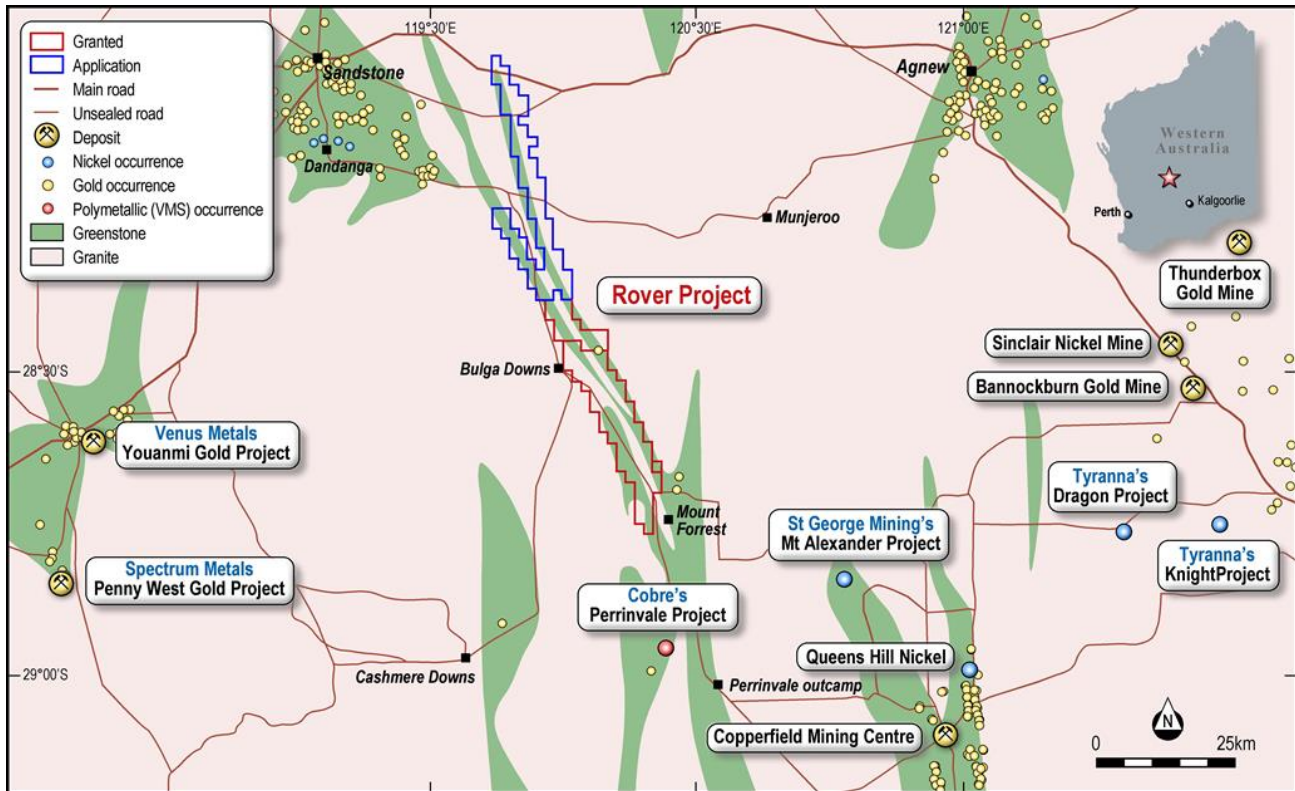 119°30'E
120°30'E
121°00'E
Granted
Application
Main road
Unsealed road
Deposit
Nickel occurrence
Gold occurrence
Polymetallic (VMS) occurrence
Greenstone
Granite
Sandstone
Dandanga
Agnew
Munjeroo
Western
Australia
Perth
Kalgoorlie
Thunderbox
Gold Mine
Rover Project
Sinclair Nickel Mine
Bannockburn Gold Mine
28°30'S
Bulga Downs
Venus Metals
Youanmi Gold Project
Tyranna's
Dragon Project
Mount
Forrest
St George Mining's
Mt Alexander Project
Tyranna's
KnightProject
Spectrum Metals
Penny West Gold Project
Cobre's
Perrinvale Project
Queens Hill Nickel
29°00'S
Cashmere Downs
Perrinvale outcamp
Copperfield Mining Centre
N
0
25km